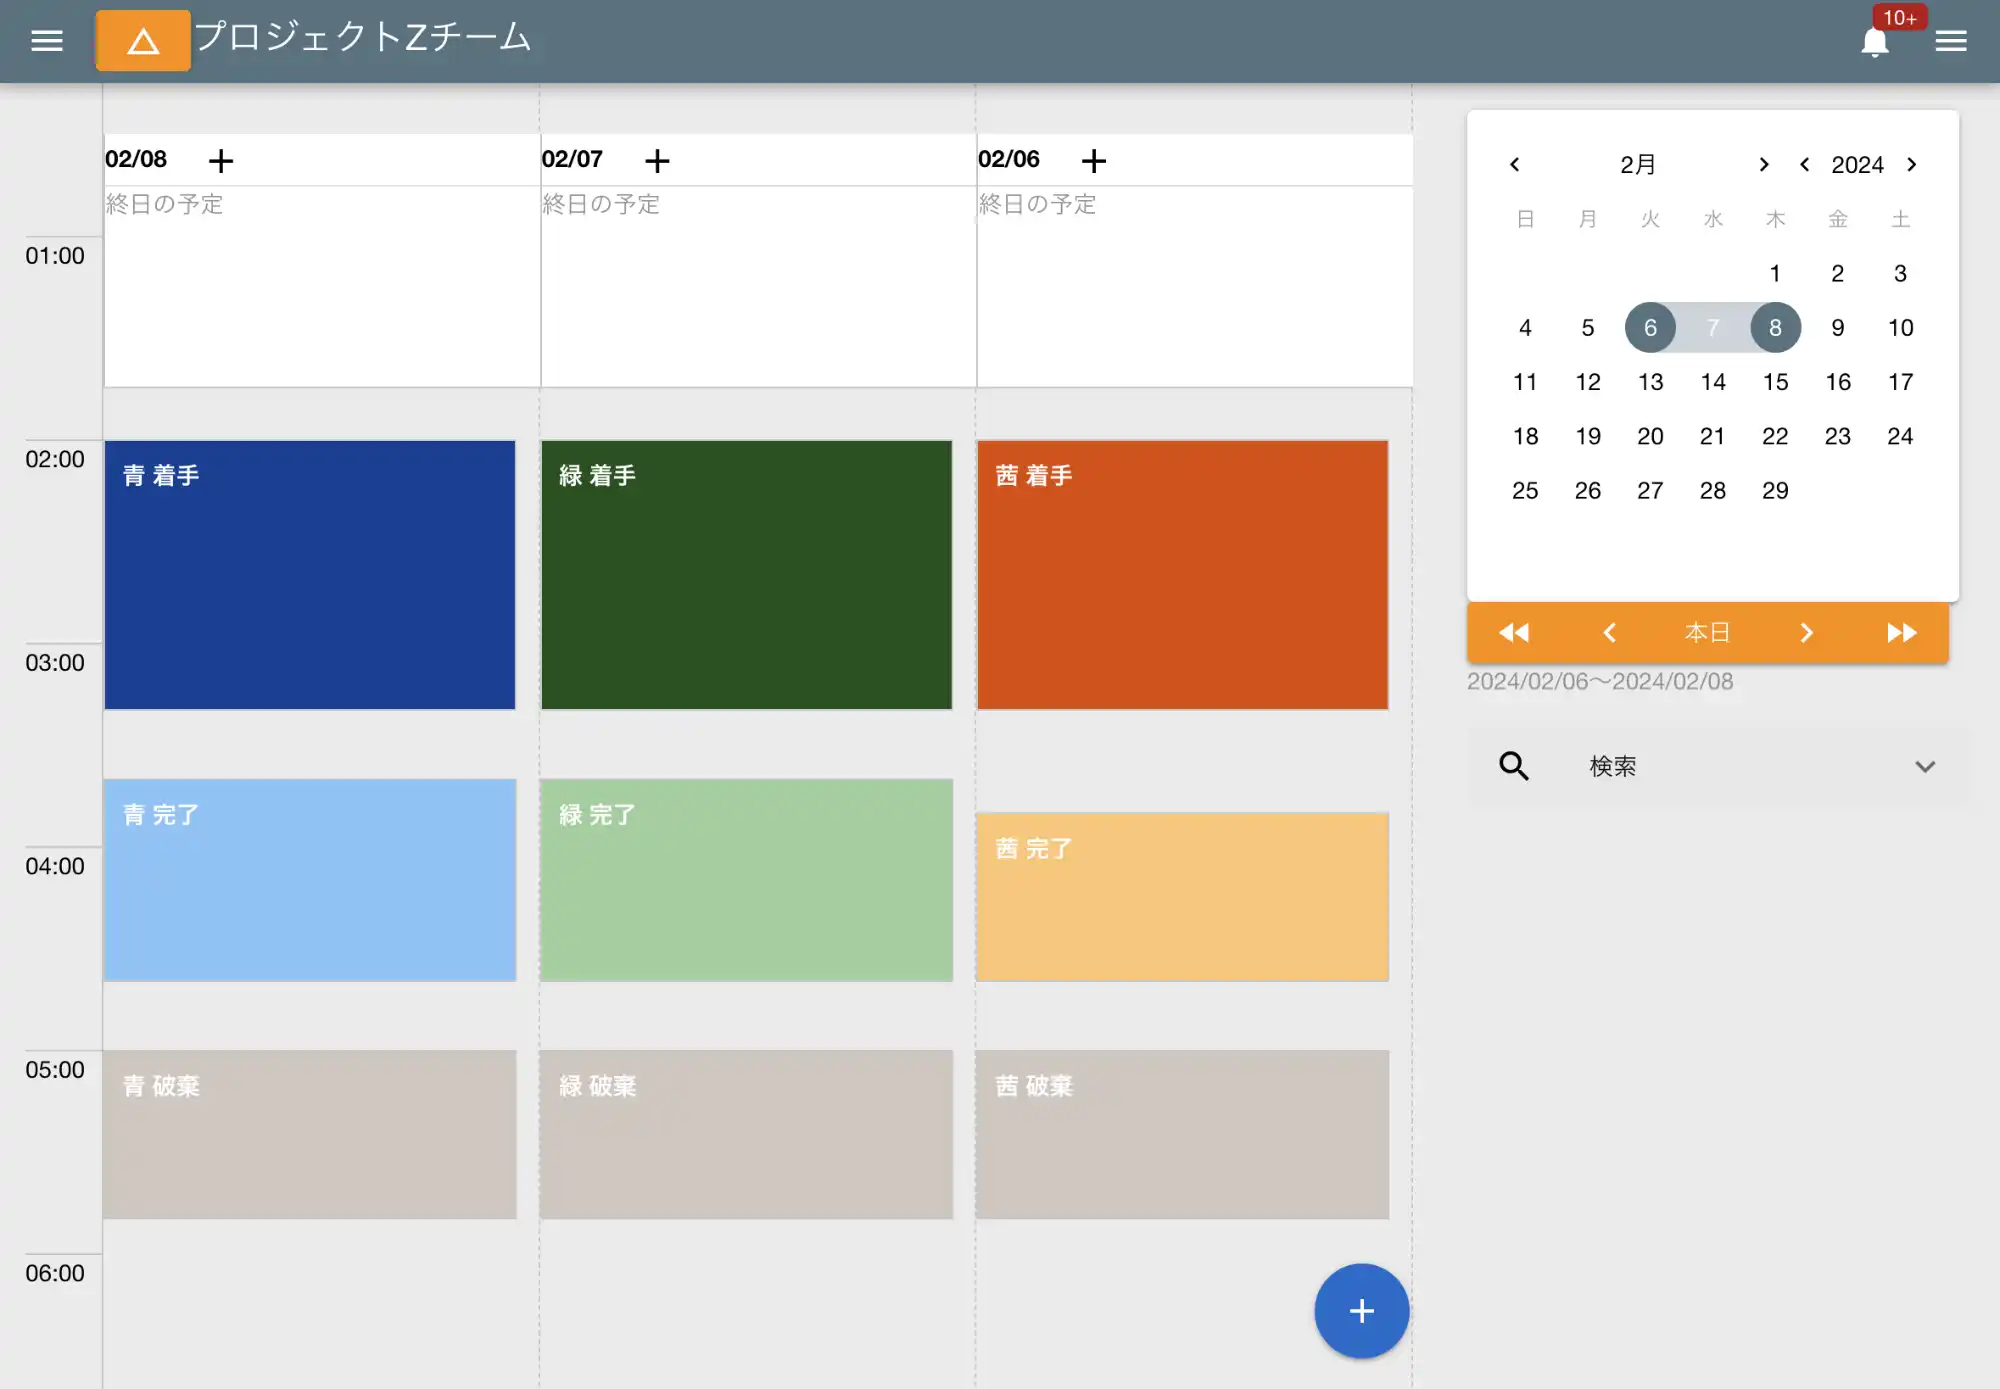 プロジェクトZチーム
10+
02/08
02/07
02/06
終日の予定
終日の予定
終日の予定
01:00
02:00
03:00
04:00
05:00
06:00
青 着手
緑 着手
茜 着手
青 完了
緑 完了
茜 完了
青 破棄
緑 破棄
茜 破棄
2月 2024
日 月 火 水 木 金 土
1 2 3
4 5 6 7 8 9 10
11 12 13 14 15 16 17
18 19 20 21 22 23 24
25 26 27 28 29
本日
2024/02/06〜2024/02/08
検索